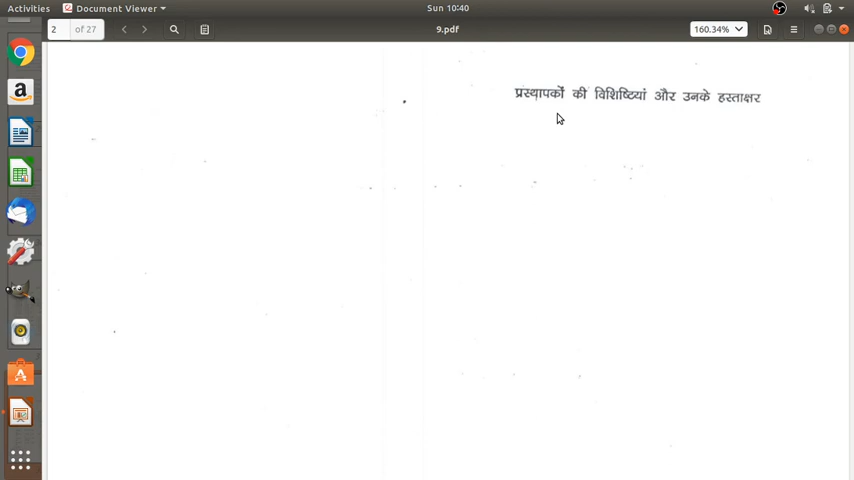 Activities
Document Viewer
Sun 10:40
2
of 27
9.pdf
160.34%
a
प्रस्थापकों की विशिष्टियां और उनके हस्ताक्षर